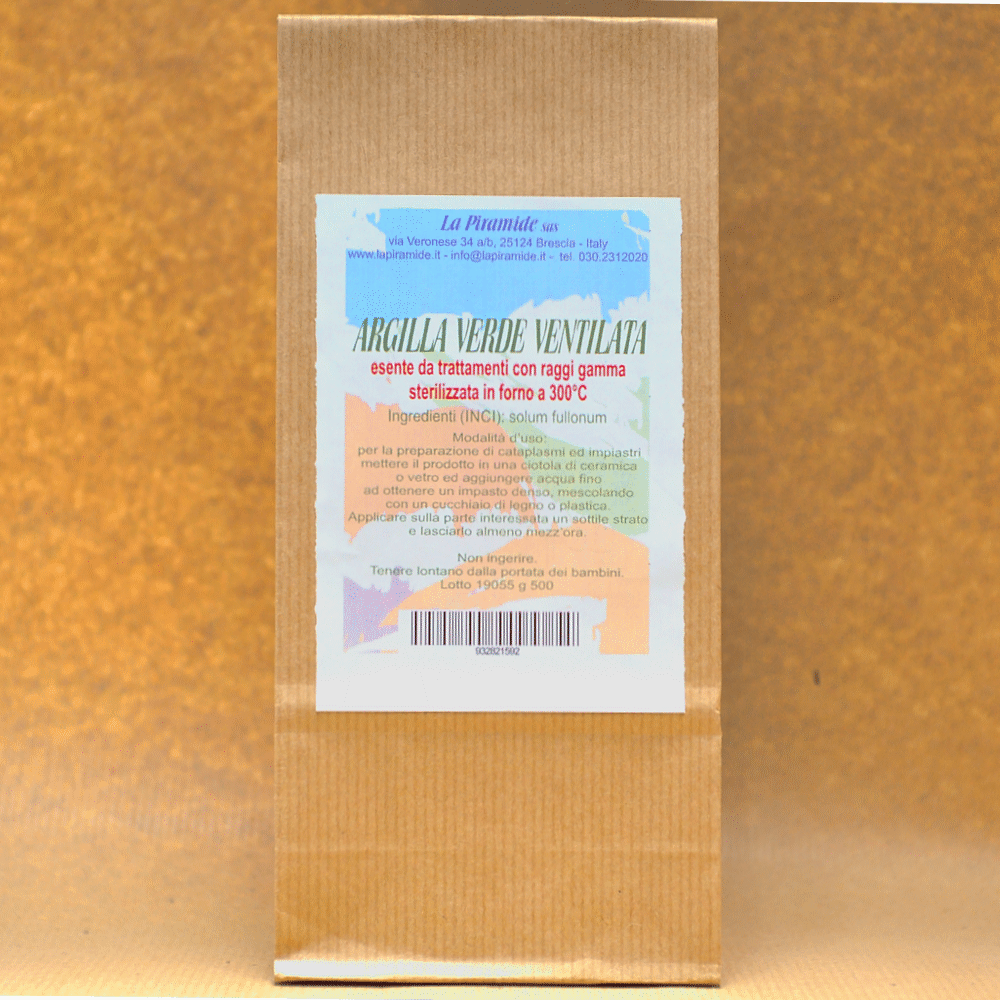 La Piramide sas
via Veronese 34 a/b, 25124 Brescia - Italy
www.lapiramide.it - info@lapiramide.it - tel. 030.2312020
ARGILLA VERDE VENTILATA
esente da trattamenti con raggi gamma
sterilizzata in forno a 300°C
Ingredienti (INCI): solum fullonum
Modalità d'uso:
per la preparazione di cataplasmi ed impiastri
mettere il prodotto in una ciotola di ceramica
o vetro ed aggiungere acqua fino
ad ottenere un impasto denso, mescolando
con un cucchiaio di legno o plastica.
Applicare sulla parte interessata un sottile strato
e lasciarlo almeno mezz'ora.
Non ingerire.
Tenere lontano dalla portata dei bambini.
Lotto 19055 g 500
932821592